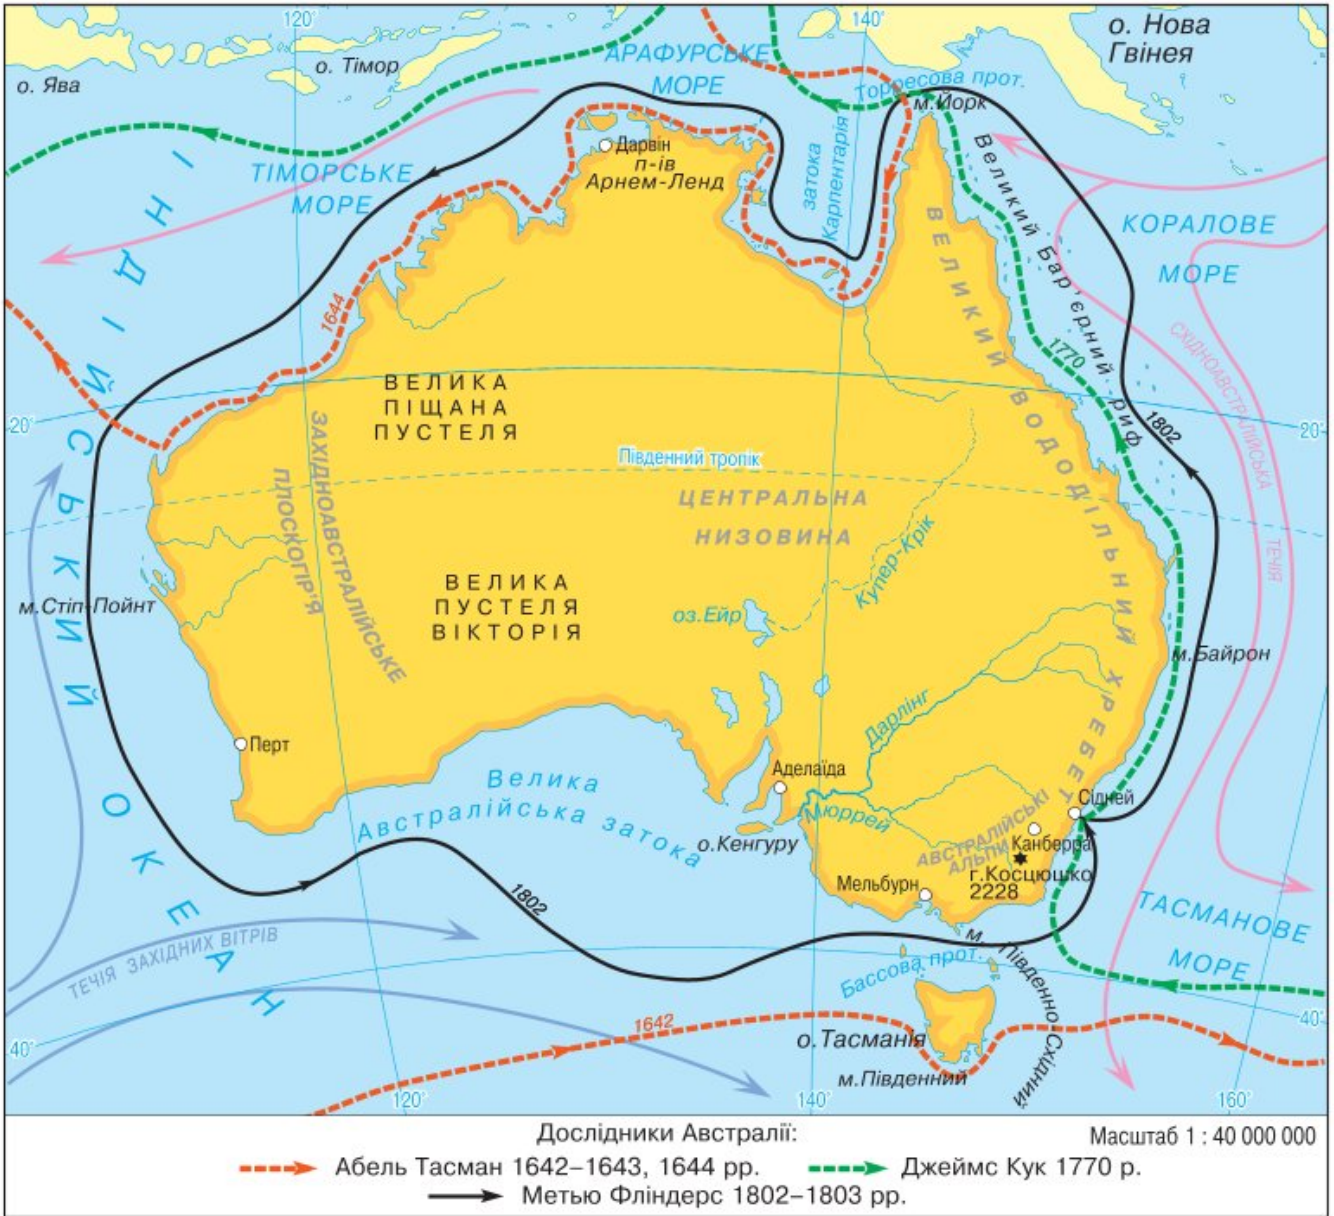 120°
140°
о. Нова
Гвінея
о. Ява
о. Тімор
АРАФУРСЬКЕ
МОРЕ
Торресова прот.
м.Йорк
Дарвін
п-ів
Арнем-Ленд
затока
Карпентарія
ТІМОРСЬКЕ
МОРЕ
КОРАЛОВЕ
МОРЕ
Великий Бар'єрний риф
ІНДІЙСЬКИЙ ОКЕАН
1644
1770
1802
СХІДНОАВСТРАЛІЙСЬКА
ТЕЧІЯ
ВЕЛИКИЙ ВОДОДІЛЬНИЙ ХРЕБЕТ
ВЕЛИКА
ПІЩАНА
ПУСТЕЛЯ
20°
20°
ЗАХІДНОАВСТРАЛІЙСЬКЕ
ПЛОСКОГІР'Я
Південний тропік
ЦЕНТРАЛЬНА
НИЗОВИНА
Купер-Крік
ВЕЛИКА
ПУСТЕЛЯ
ВІКТОРІЯ
оз.Ейр
м.Стіп-Пойнт
м.Байрон
Дарлінг
Перт
Аделаїда
Велика
Австралійська затока
Мюррей
Сідней
о.Кенгуру
АВСТРАЛІЙСЬКІ
АЛЬПИ
Канберра
г.Косцюшко
2228
Мельбурн
1802
ТАСМАНОВЕ
МОРЕ
ТЕЧІЯ ЗАХІДНИХ ВІТРІВ
м. Південно-Східний
Бассова прот.
1642
о.Тасманія
м.Південний
40°
40°
120°
140°
160°
Дослідники Австралії:
Масштаб 1 : 40 000 000
Абель Тасман 1642–1643, 1644 рр.
Джеймс Кук 1770 р.
Метью Фліндерс 1802–1803 рр.